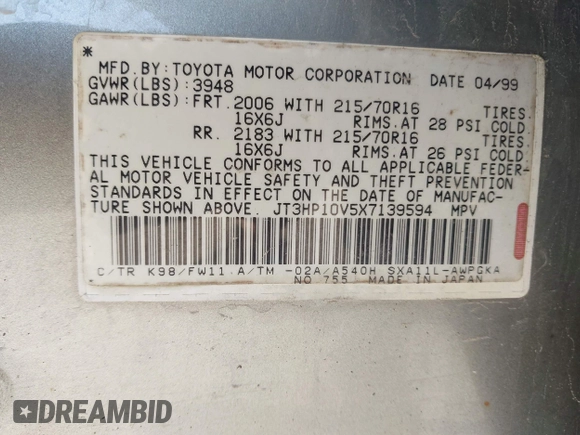 *
MFD. BY: TOYOTA MOTOR CORPORATION DATE 04/99
GVWR(LBS): 3948
GAWR(LBS): FRT. 2006 WITH 215/70R16 TIRES.
16X6J RIMS. AT 28 PSI COLD.
RR. 2183 WITH 215/70R16 TIRES.
16X6J RIMS. AT 26 PSI COLD.
THIS VEHICLE CONFORMS TO ALL APPLICABLE FEDER-
AL MOTOR VEHICLE SAFETY AND THEFT PREVENTION
STANDARDS IN EFFECT ON THE DATE OF MANUFAC-
TURE SHOWN ABOVE. JT3HP10V5X7139594 MPV
C/TR K98/FW11. A/TM -02A/A540H SXA11L-AWPGKA
NO 755 MADE IN JAPAN
*
DREAMBID